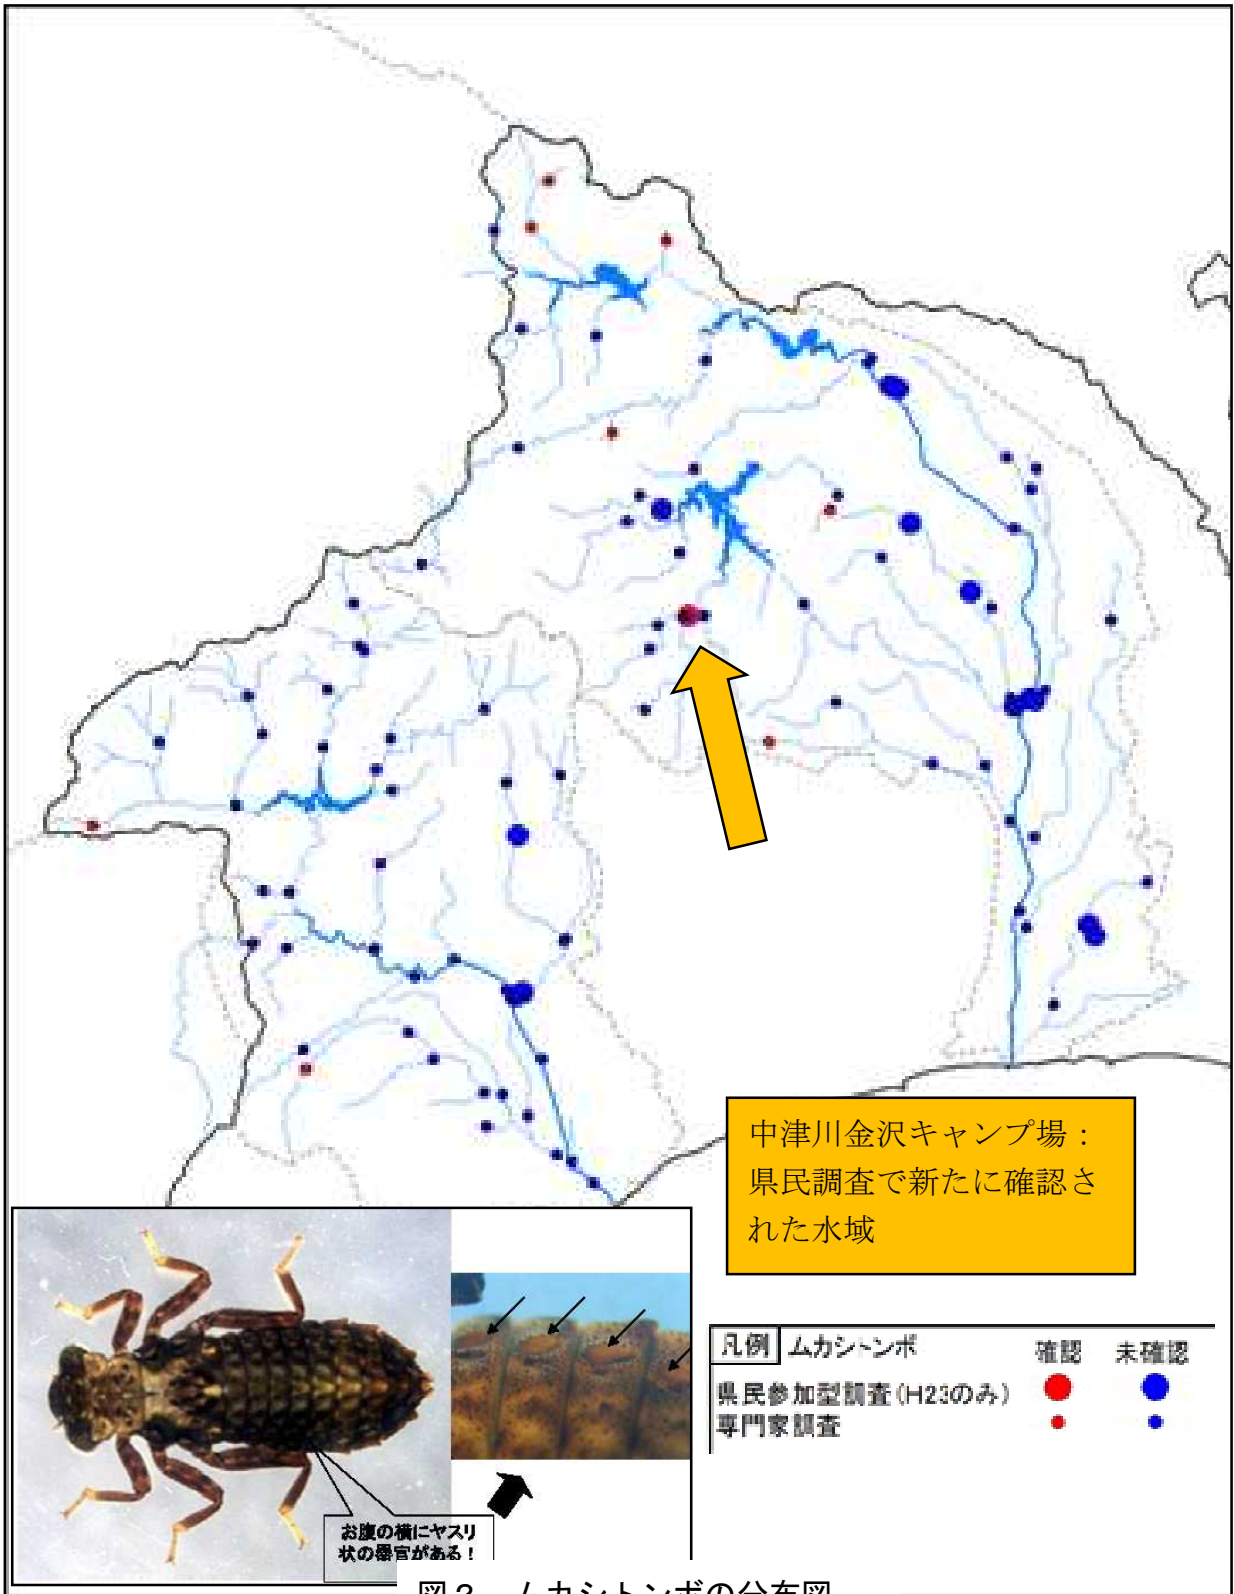 中津川金沢キャンプ場：
県民調査で新たに確認さ
れた水域
お腹の横にヤスリ
状の器官がある！
凡例 ムカシトンボ 確認 未確認
県民参加型調査(H23のみ)
専門家調査
図２ ムカシトンボの分布図